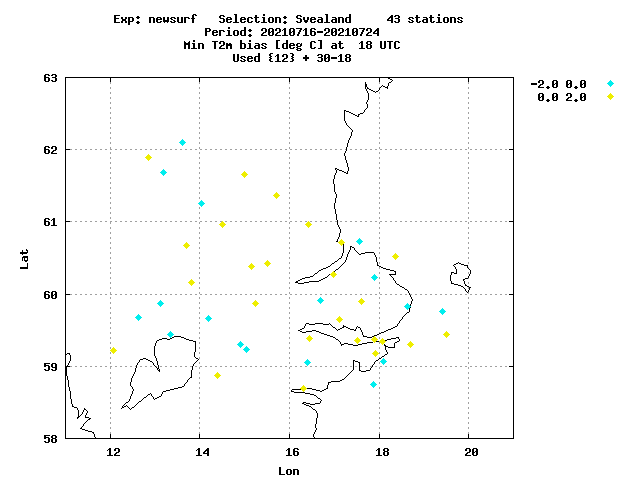 Exp: newsurf Selection: Svealand 43 stations
Period: 20210716-20210724
Min T2m bias [deg C] at 18 UTC
Used {12} + 30-18
-2.0 0.0
0.0 2.0
63
62
61
60
59
58
Lat
12 14 16 18 20
Lon